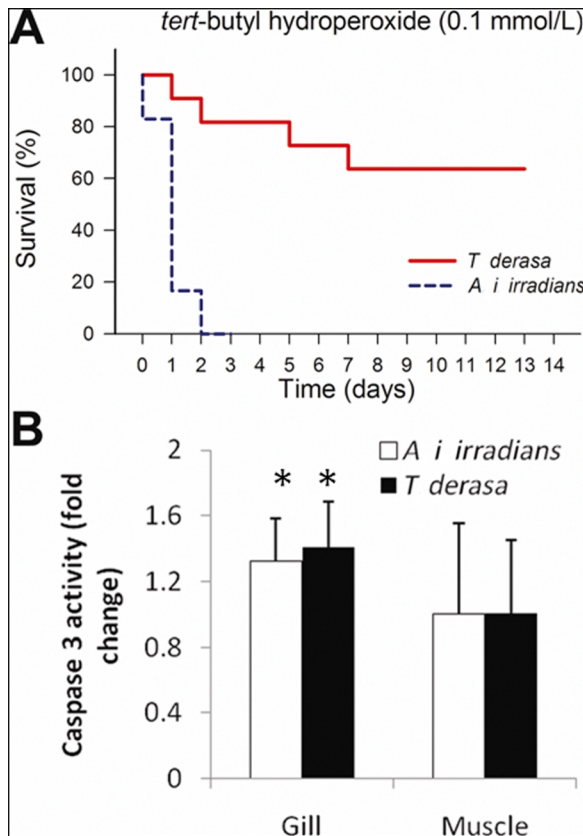 A
tert-butyl hydroperoxide (0.1 mmol/L)
Survival (%)
100
80
60
40
20
0
T derasa
A i irradians
0 1 2 3 4 5 6 7 8 9 10 11 12 13 14
Time (days)
B
Caspase 3 activity (fold
change)
2
1.6
1.2
0.8
0.4
0
A i irradians
T derasa
* *
Gill Muscle